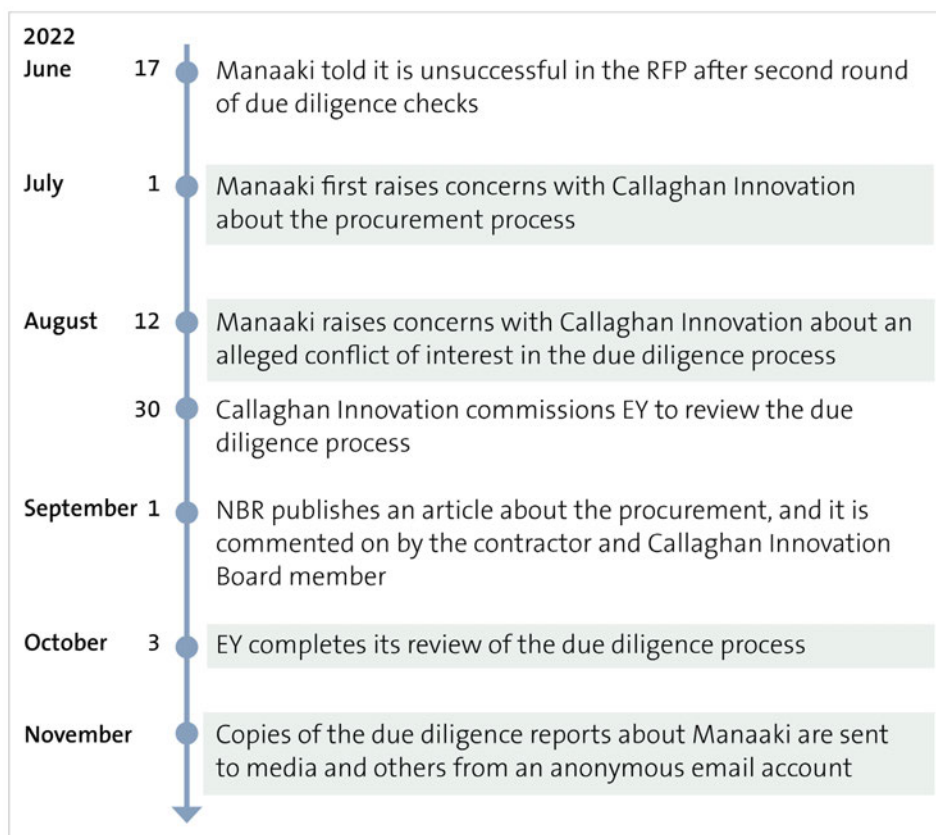 2022
June 17 Manaaki told it is unsuccessful in the RFP after second round
of due diligence checks
July 1 Manaaki first raises concerns with Callaghan Innovation
about the procurement process
August 12 Manaaki raises concerns with Callaghan Innovation about an
alleged conflict of interest in the due diligence process
30 Callaghan Innovation commissions EY to review the due
diligence process
September 1 NBR publishes an article about the procurement, and it is
commented on by the contractor and Callaghan Innovation
Board member
October 3 EY completes its review of the due diligence process
November Copies of the due diligence reports about Manaaki are sent
to media and others from an anonymous email account